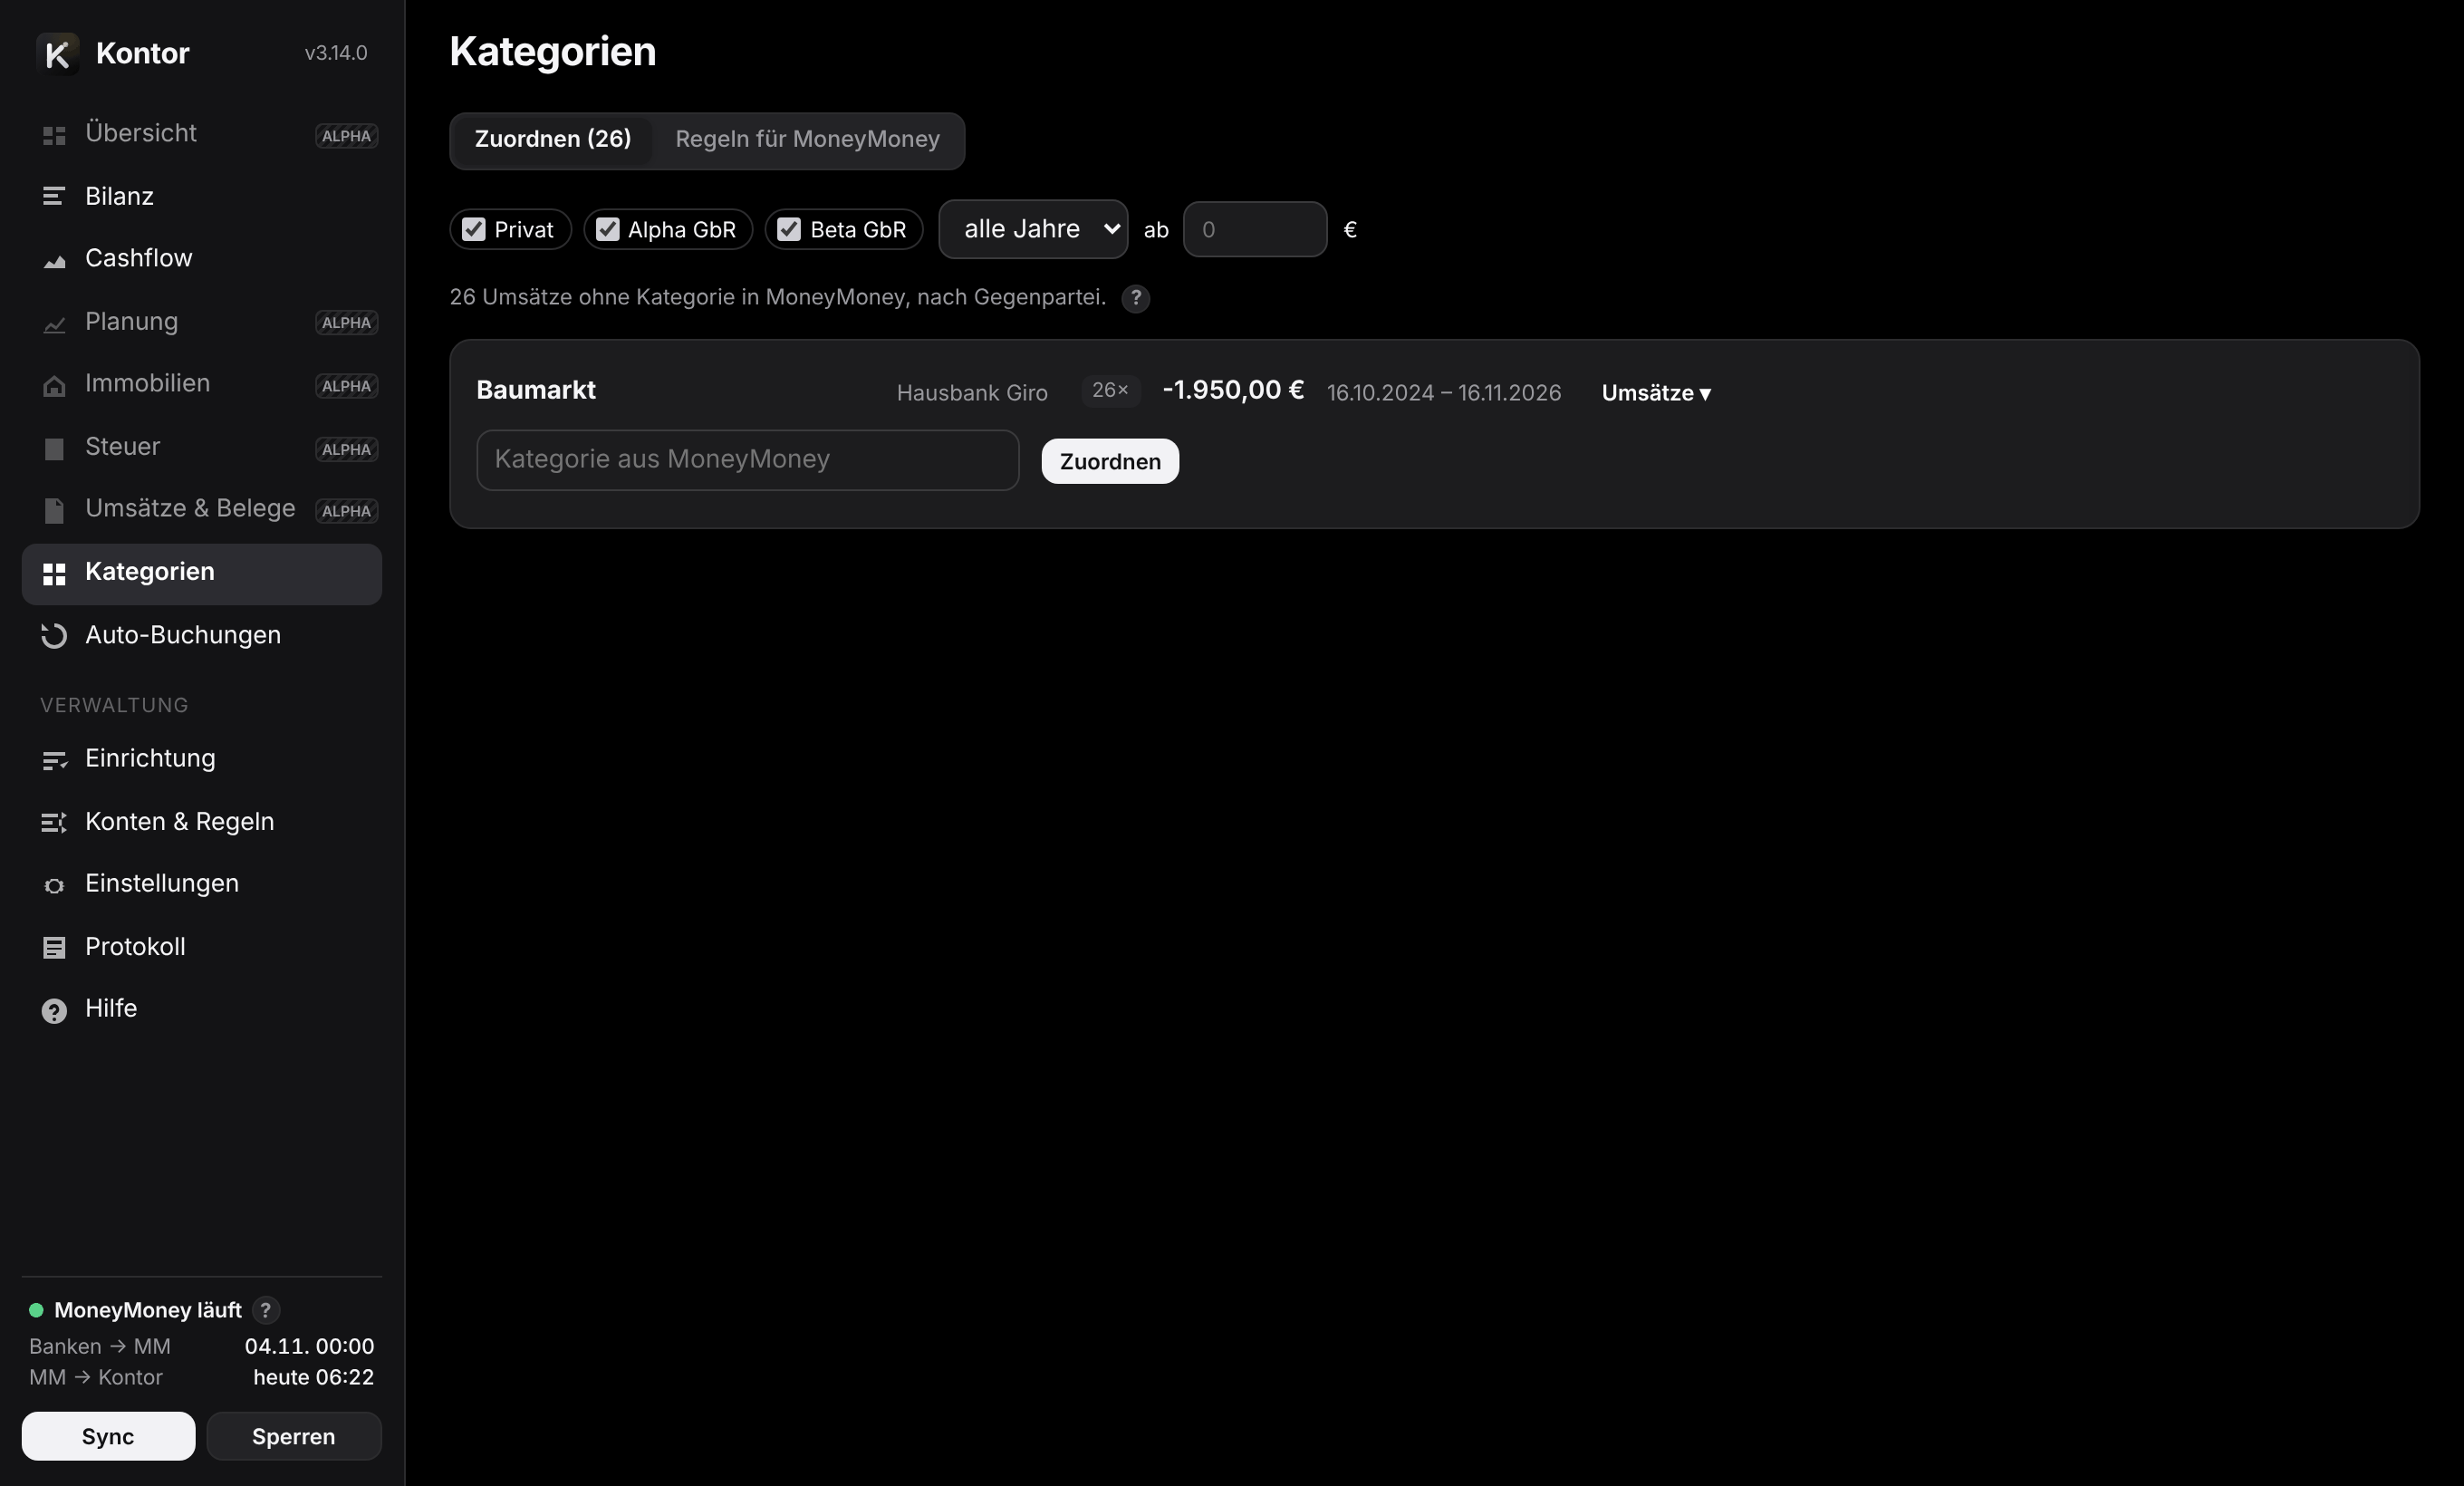 Kontor v3.14.0
Übersicht ALPHA
Bilanz
Cashflow
Planung ALPHA
Immobilien ALPHA
Steuer ALPHA
Umsätze & Belege ALPHA
Kategorien
Auto-Buchungen
VERWALTUNG
Einrichtung
Konten & Regeln
Einstellungen
Protokoll
Hilfe
MoneyMoney läuft ?
Banken → MM 04.11. 00:00
MM → Kontor heute 06:22
Sync Sperren
Kategorien
Zuordnen (26) Regeln für MoneyMoney
Privat Alpha GbR Beta GbR alle Jahre ab 0 €
26 Umsätze ohne Kategorie in MoneyMoney, nach Gegenpartei. ?
Baumarkt Hausbank Giro 26× -1.950,00 € 16.10.2024 – 16.11.2026 Umsätze ▾
Kategorie aus MoneyMoney Zuordnen